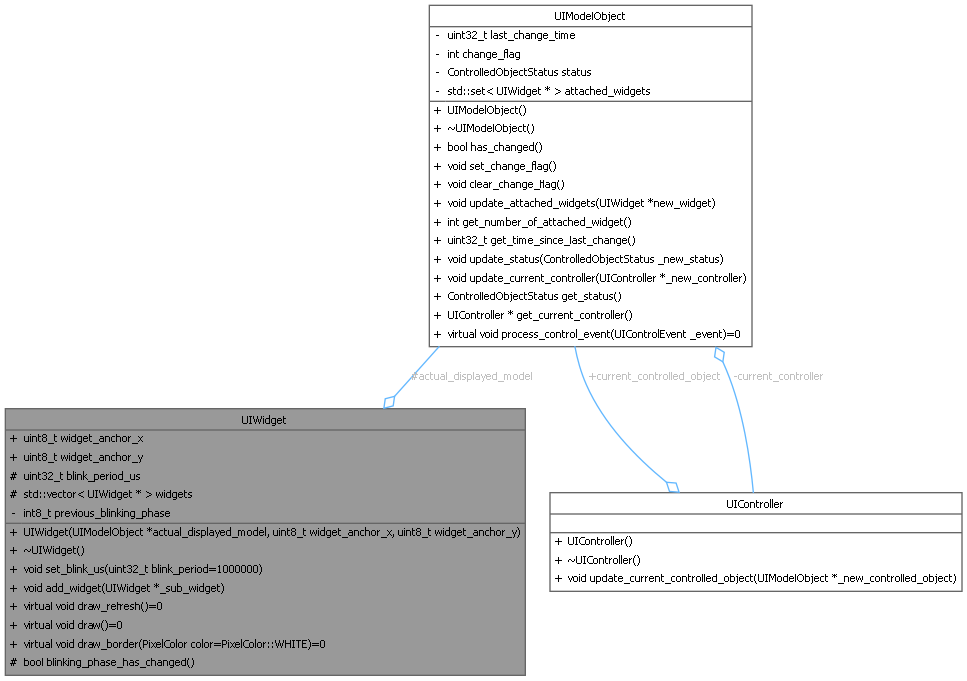 UIModelObject
- uint32_t last_change_time
- int change_flag
- ControlledObjectStatus status
- std::set< UIWidget * > attached_widgets
+ UIModelObject()
+ ~UIModelObject()
+ bool has_changed()
+ void set_change_flag()
+ void clear_change_flag()
+ void update_attached_widgets(UIWidget *new_widget)
+ int get_number_of_attached_widget()
+ uint32_t get_time_since_last_change()
+ void update_status(ControlledObjectStatus _new_status)
+ void update_current_controller(UIController *_new_controller)
+ ControlledObjectStatus get_status()
+ UIController * get_current_controller()
+ virtual void process_control_event(UIControlEvent _event)=0
#actual_displayed_model
+current_controlled_object
-current_controller
UIWidget
+ uint8_t widget_anchor_x
+ uint8_t widget_anchor_y
# uint32_t blink_period_us
# std::vector< UIWidget * > widgets
- int8_t previous_blinking_phase
+ UIWidget(UIModelObject *actual_displayed_model, uint8_t widget_anchor_x, uint8_t widget_anchor_y)
+ ~UIWidget()
+ void set_blink_us(uint32_t blink_period=1000000)
+ void add_widget(UIWidget *_sub_widget)
+ virtual void draw_refresh()=0
+ virtual void draw()=0
+ virtual void draw_border(PixelColor color=PixelColor::WHITE)=0
# bool blinking_phase_has_changed()
UIController
+ UIController()
+ ~UIController()
+ void update_current_controlled_object(UIModelObject *_new_controlled_object)